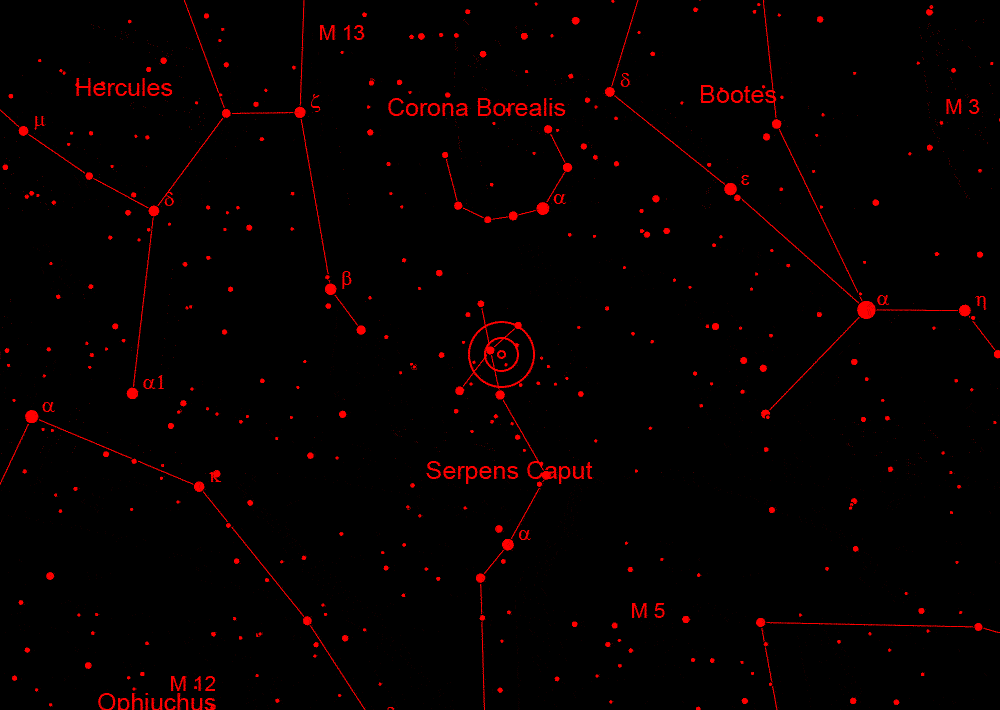 M 13
δ
Hercules
Bootes
ζ
Corona Borealis
M 3
μ
ε
δ
α
β
α
η
α1
α
Serpens Caput
κ
α
M 5
M 12
Ophiuchus